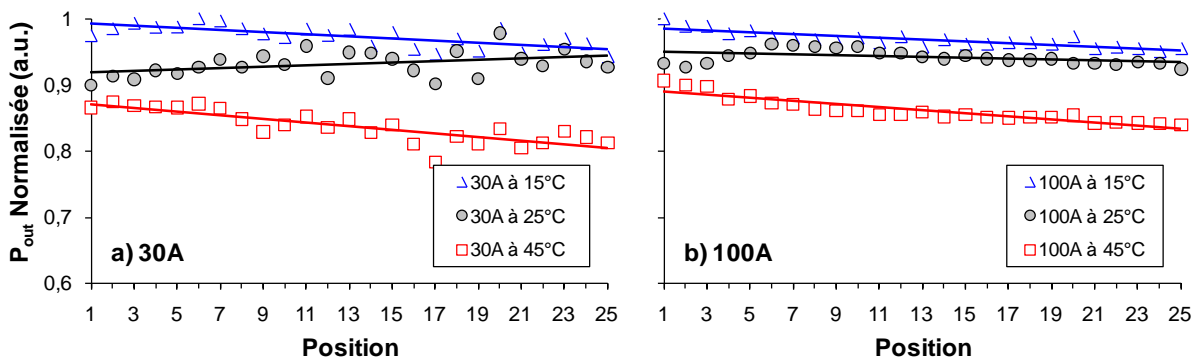 P_out Normalisée (a.u.)
1
0,9
0,8
0,7
0,6
30A à 15°C
30A à 25°C
30A à 45°C
a) 30A
1 3 5 7 9 11 13 15 17 19 21 23 25
Position
100A à 15°C
100A à 25°C
100A à 45°C
b) 100A
1 3 5 7 9 11 13 15 17 19 21 23 25
Position